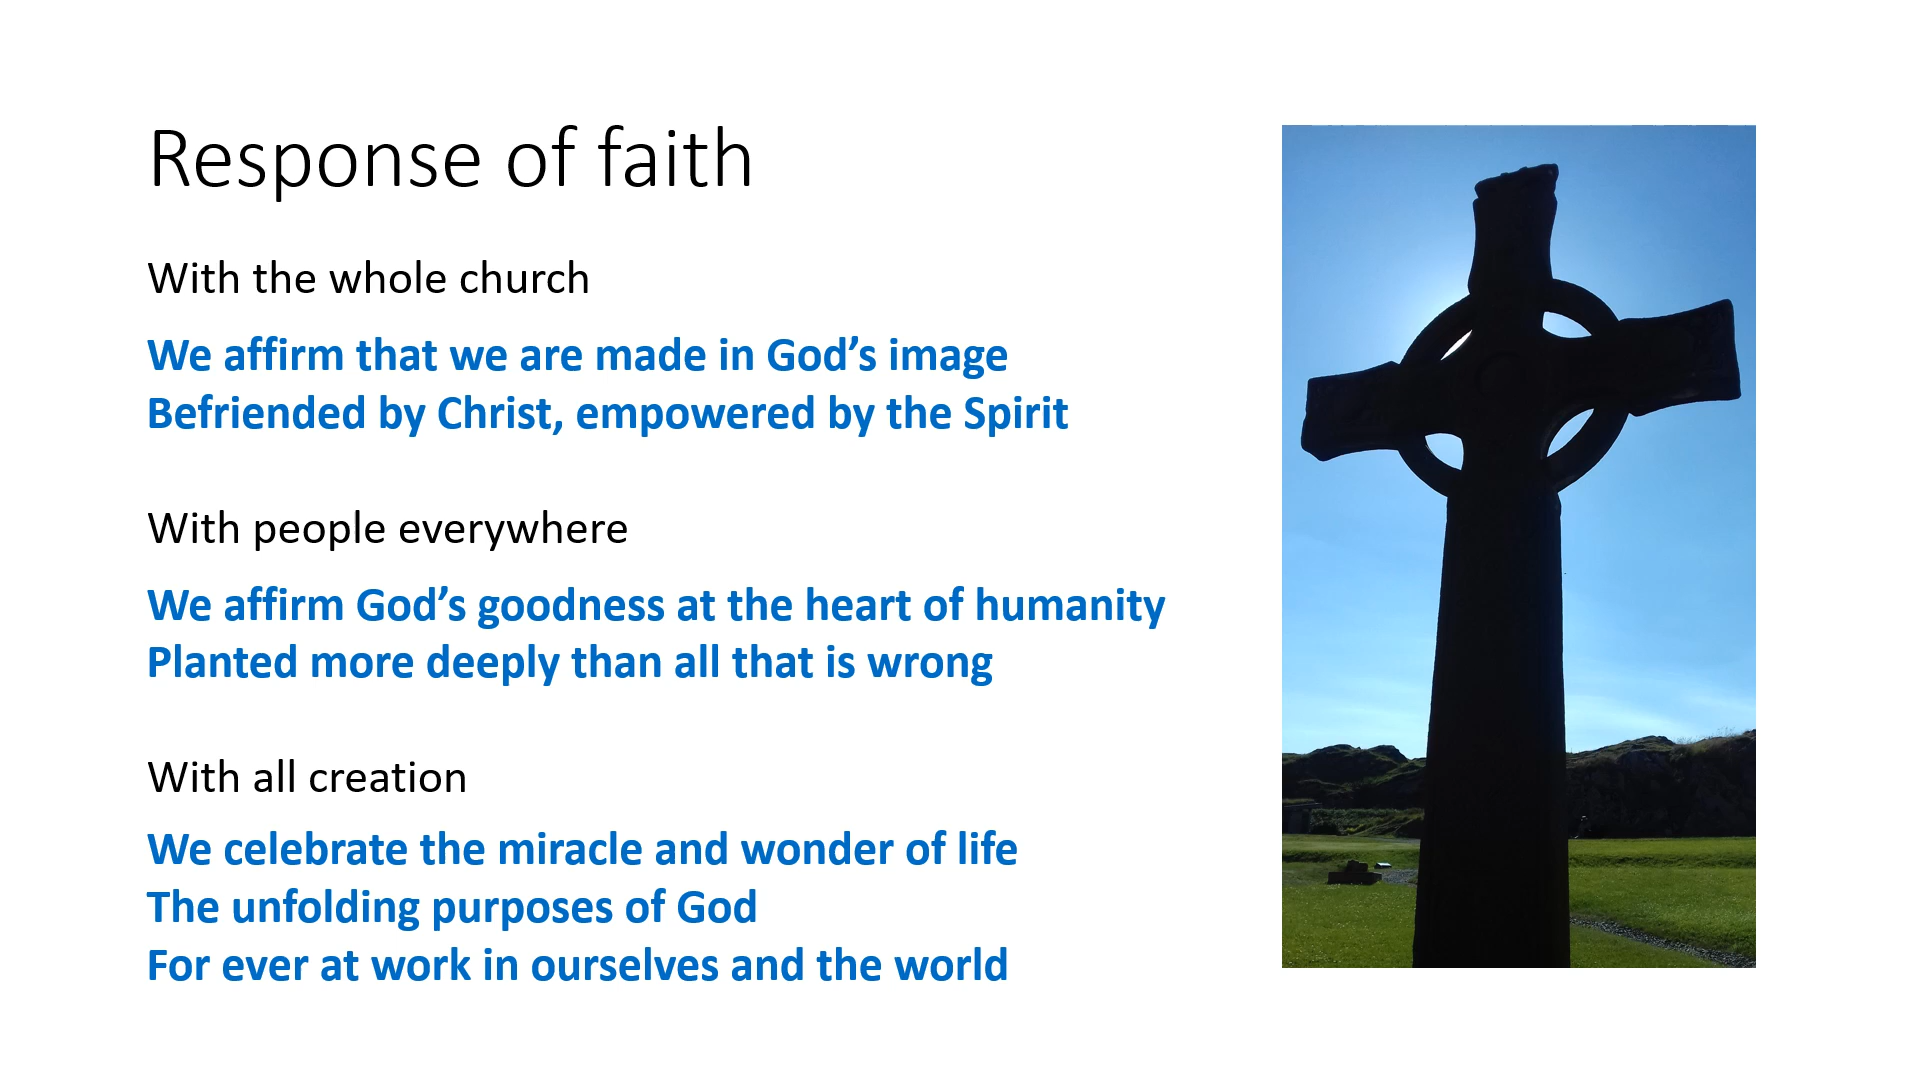 Response of faith
With the whole church
We affirm that we are made in God’s image
Befriended by Christ, empowered by the Spirit
With people everywhere
We affirm God’s goodness at the heart of humanity
Planted more deeply than all that is wrong
With all creation
We celebrate the miracle and wonder of life
The unfolding purposes of God
For ever at work in ourselves and the world